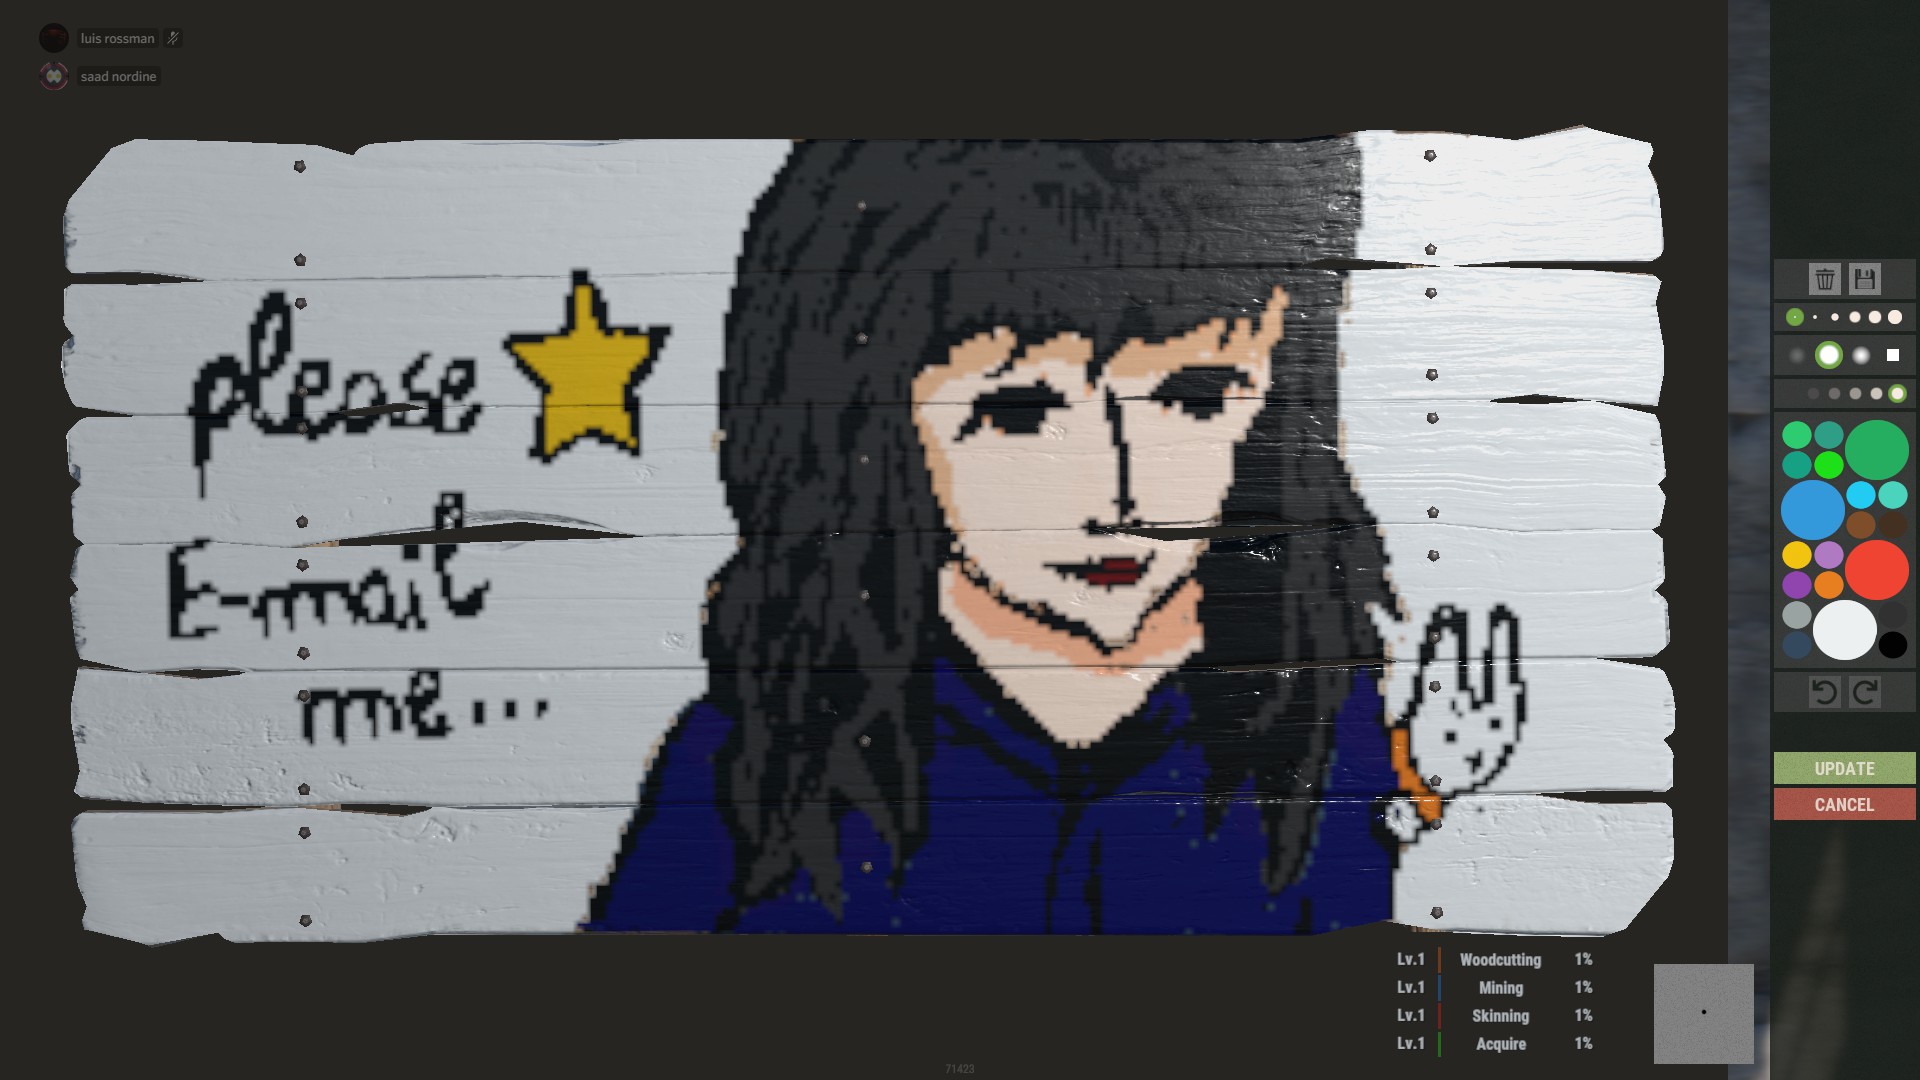 luis rossman
saad nordine
please
E-mail
me...
UPDATE
CANCEL
Lv.1 Woodcutting 1%
Lv.1 Mining 1%
Lv.1 Skinning 1%
Lv.1 Acquire 1%
71423